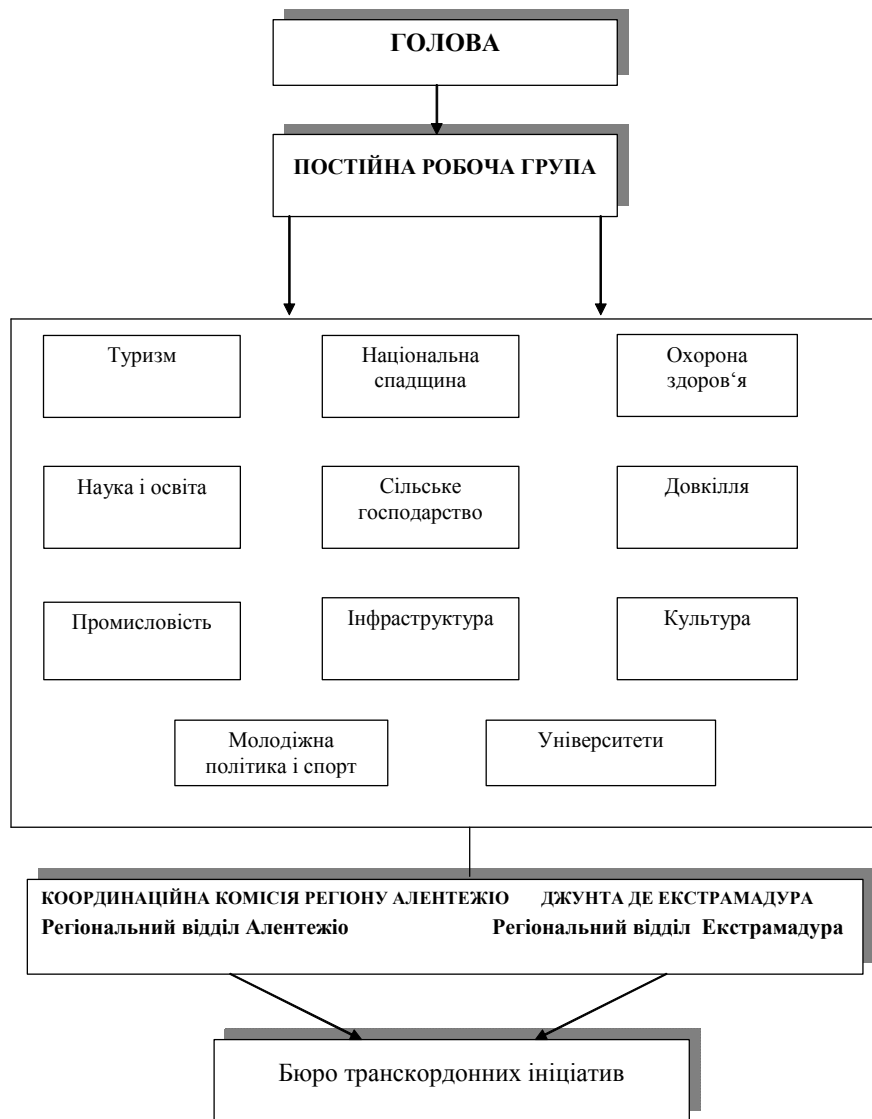 ГОЛОВА
ПОСТІЙНА РОБОЧА ГРУПА
Туризм
Національна
спадщина
Охорона
здоров‘я
Наука і освіта
Сільське
господарство
Довкілля
Промисловість
Інфраструктура
Культура
Молодіжна
політика і спорт
Університети
КООРДИНАЦІЙНА КОМІСІЯ РЕГІОНУ АЛЕНТЕЖІО ДЖУНТА ДЕ ЕКСТРАМАДУРА
Регіональний відділ Алентежіо Регіональний відділ Екстрамадура
Бюро транскордонних ініціатив